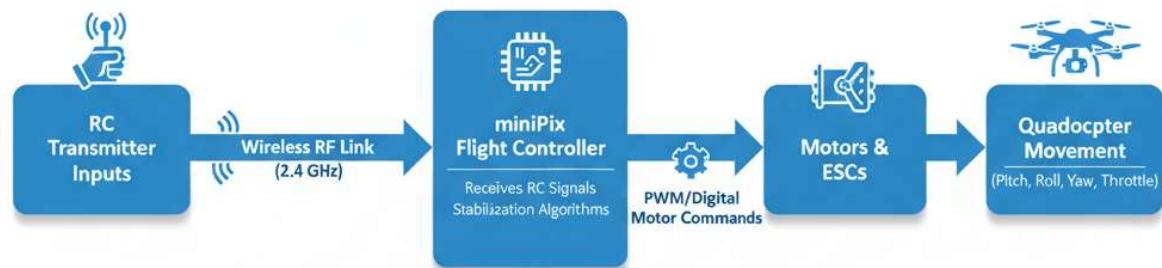 RC
Transmitter
Inputs
Wireless RF Link
(2.4 GHz)
miniPix
Flight Controller
Receives RC Signals
Stabilization Algorithms
PWM/Digital
Motor Commands
Motors &
ESCs
Quadocpter
Movement
(Pitch, Roll, Yaw, Throttle)